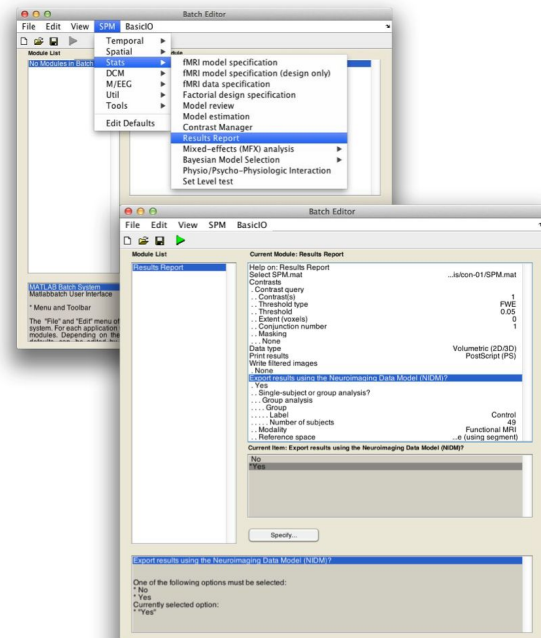 Batch Editor
File Edit View SPM BasicIO
Module List
No Modules in Batch
Temporal
Spatial
Stats
DCM
M/EEG
Util
Tools
Edit Defaults
fMRI model specification
fMRI model specification (design only)
fMRI data specification
Factorial design specification
Model review
Model estimation
Contrast Manager
Results Report
Mixed-effects (MFX) analysis
Bayesian Model Selection
Physio/Psycho-Physiologic Interaction
Set Level test
MATLAB Batch System
Matlabbatch User Interface
* Menu and Toolbar
The "File" and "Edit" menu of
system. For each application
modules. Depending on the
Batch Editor
File Edit View SPM BasicIO
Module List
Results Report
Current Module: Results Report
Help on: Results Report
Select SPM.mat ...is/con-01/SPM.mat
Contrasts
. Contrast query
. . Contrast(s) 1
. . Threshold type FWE
. . Threshold 0.05
. . Extent (voxels) 0
. . Conjunction number 1
. . Masking
. . . None
Data type Volumetric (2D/3D)
Print results PostScript (PS)
Write filtered images
. None
Export results using the Neuroimaging Data Model (NIDM)?
. Yes
. . Single-subject or group analysis?
. . . Group analysis
. . . . Group
. . . . . Label Control
. . . . . Number of subjects 49
. . Modality Functional MRI
. . Reference space ...e (using segment)
Current Item: Export results using the Neuroimaging Data Model (NIDM)?
No
*Yes
Specify...
Export results using the Neuroimaging Data Model (NIDM)?
One of the following options must be selected:
* No
* Yes
Currently selected option:
* "Yes"